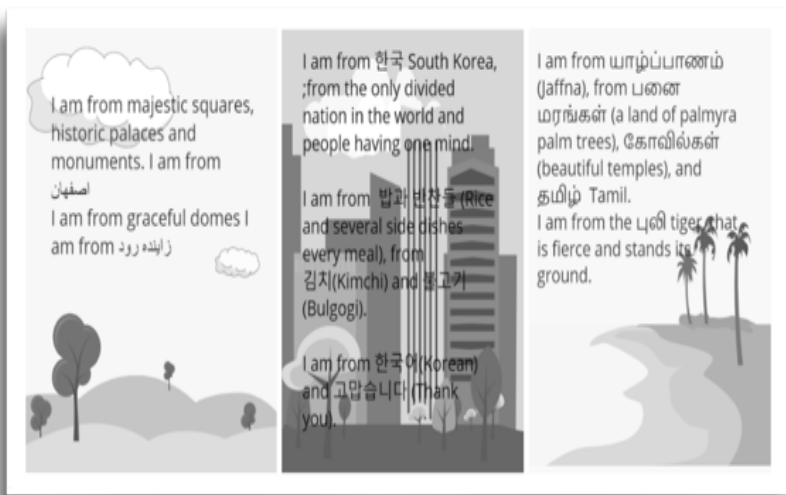 I am from majestic squares,
historic palaces and
monuments. I am from
اصفهان
I am from graceful domes I
am from زاینده رود
I am from 한국 South Korea,
;from the only divided
nation in the world and
people having one mind.
I am from 밥과 반찬들 (Rice
and several side dishes
every meal), from
김치(Kimchi) and 불고기
(Bulgogi).
I am from 한국어(Korean)
and 고맙습니다 (Thank
you).
I am from யாழ்ப்பாணம்
(Jaffna), from பனை
மரங்கள் (a land of palmyra
palm trees), கோவில்கள்
(beautiful temples), and
தமிழ் Tamil.
I am from the புலி tiger that
is fierce and stands its
ground.